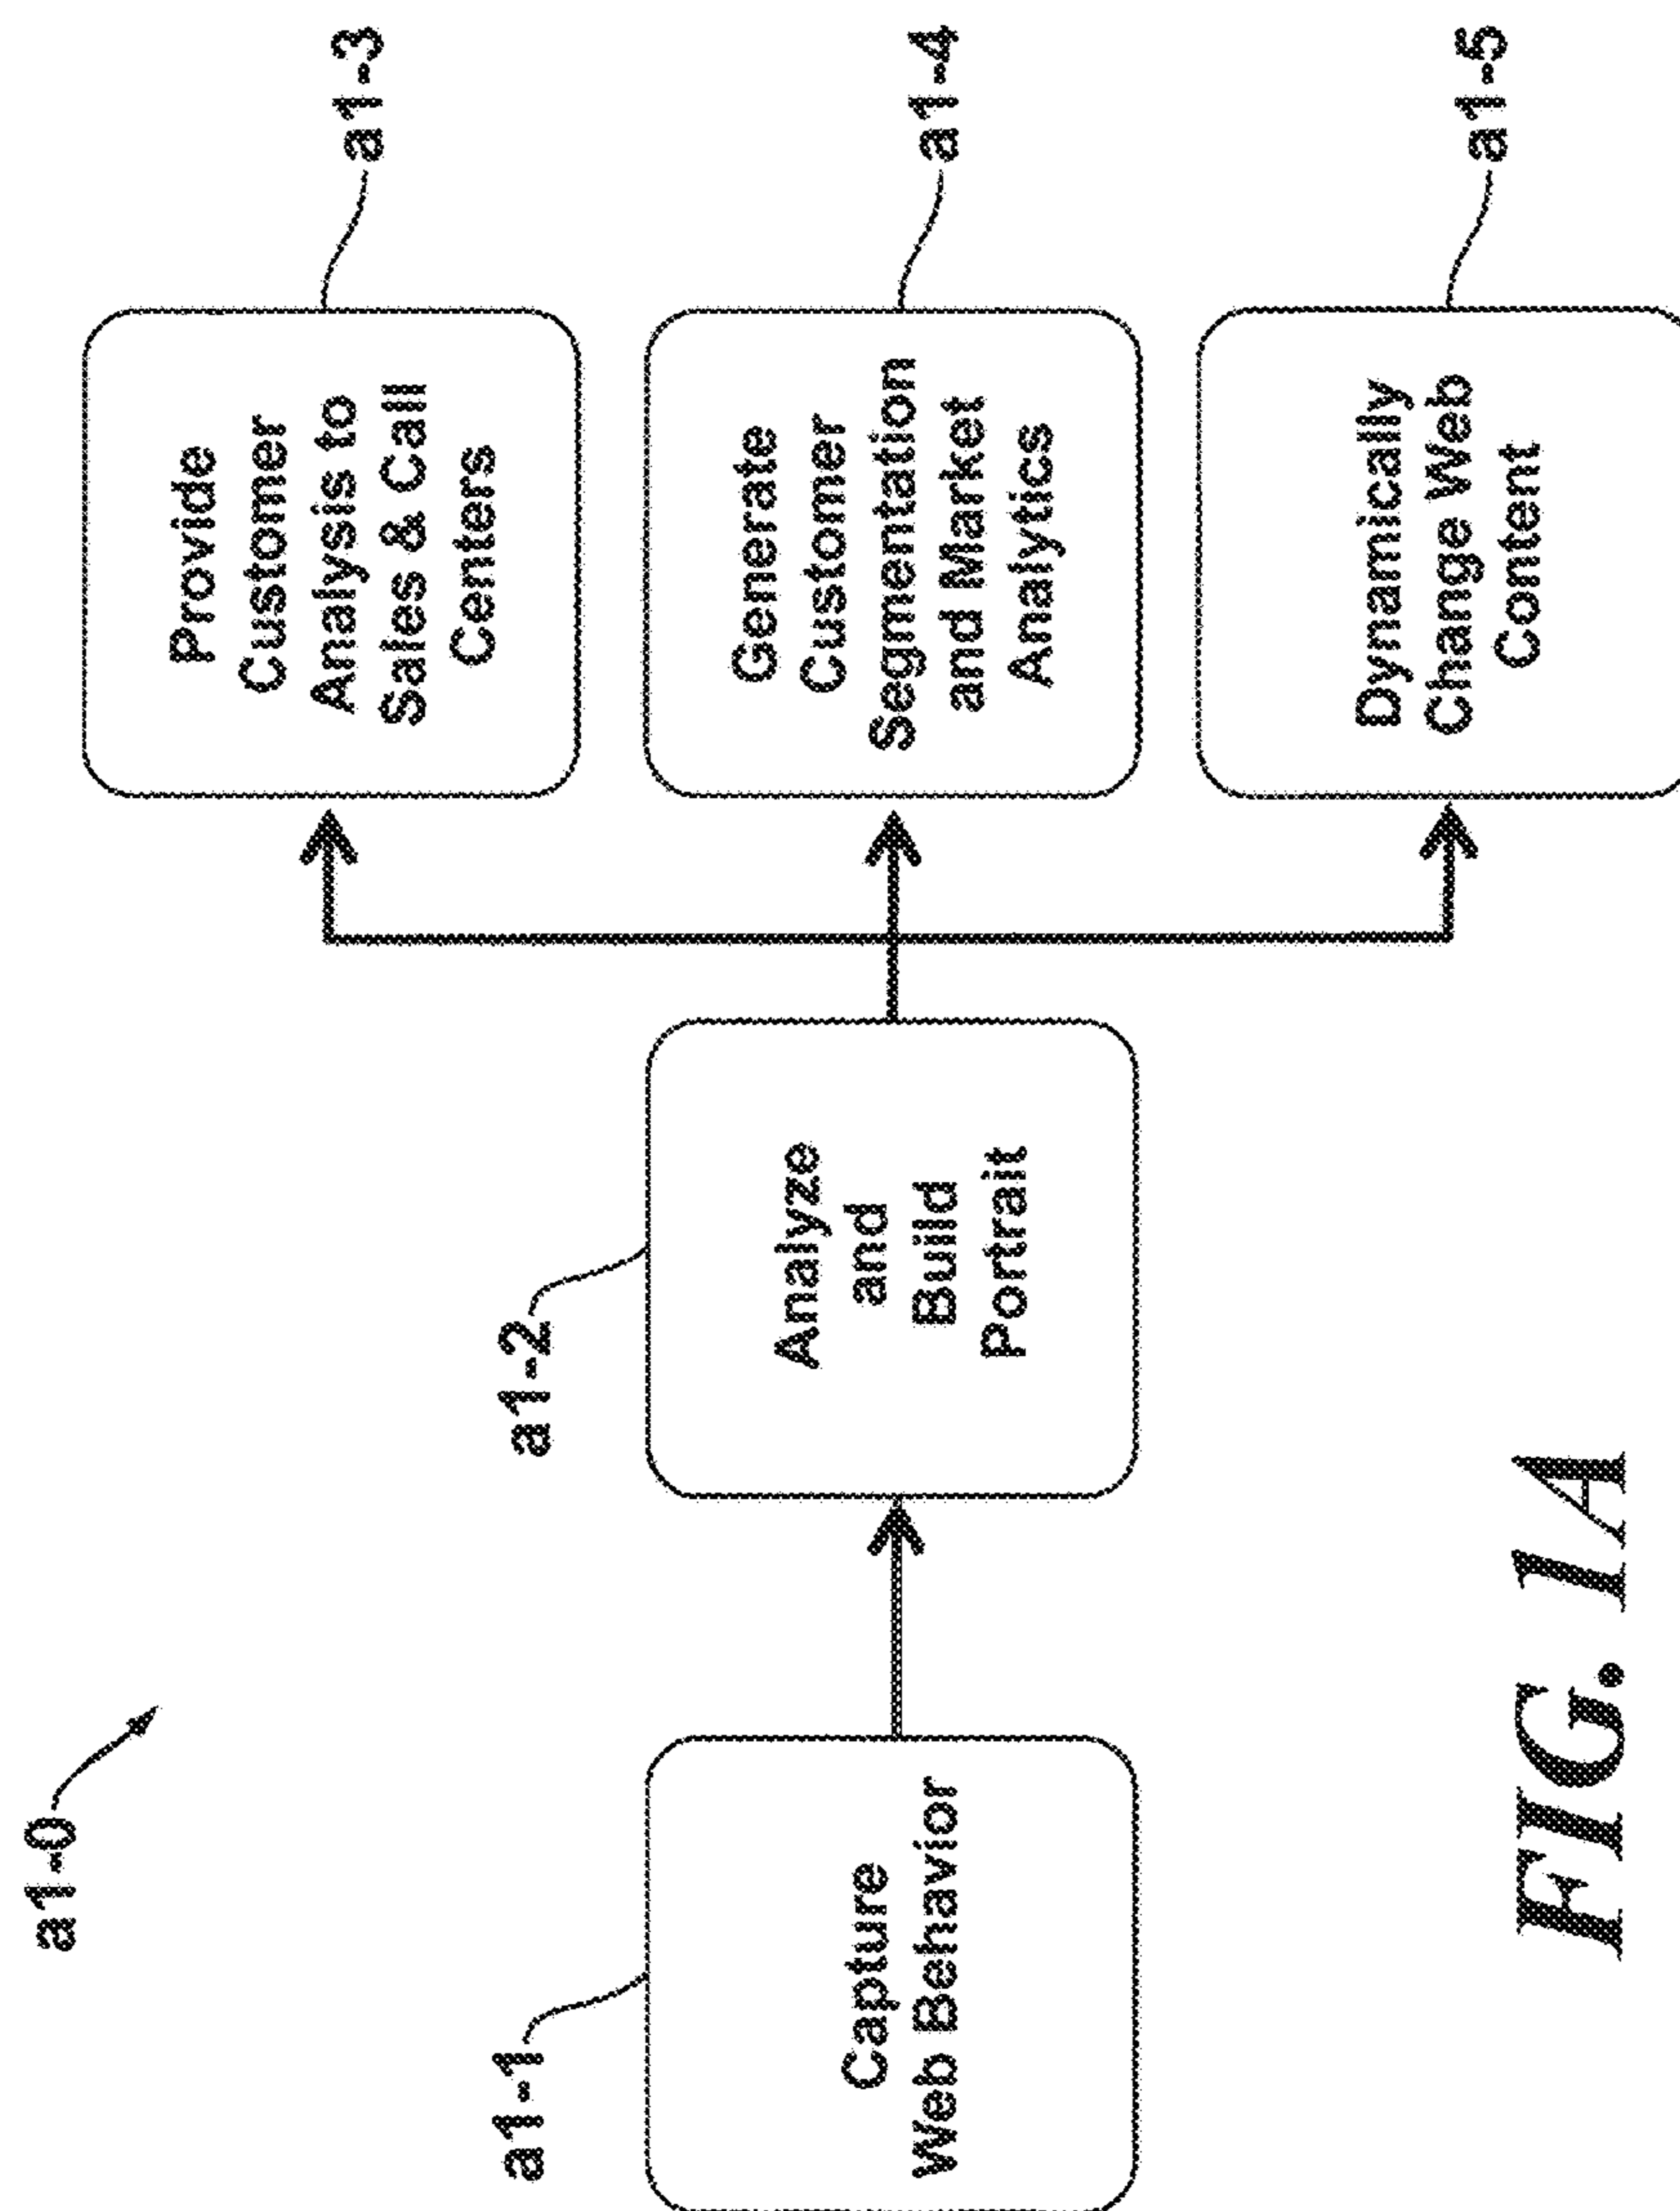 a1-0
a1-1
Capture
Web Behavior
a1-2
Analyze
and
Build
Portrait
a1-3
Provide
Customer
Analysis to
Sales & Call
Centers
a1-4
Generate
Customer
Segmentation
and Market
Analytics
a1-5
Dynamically
Change Web
Content
FIG. 1A